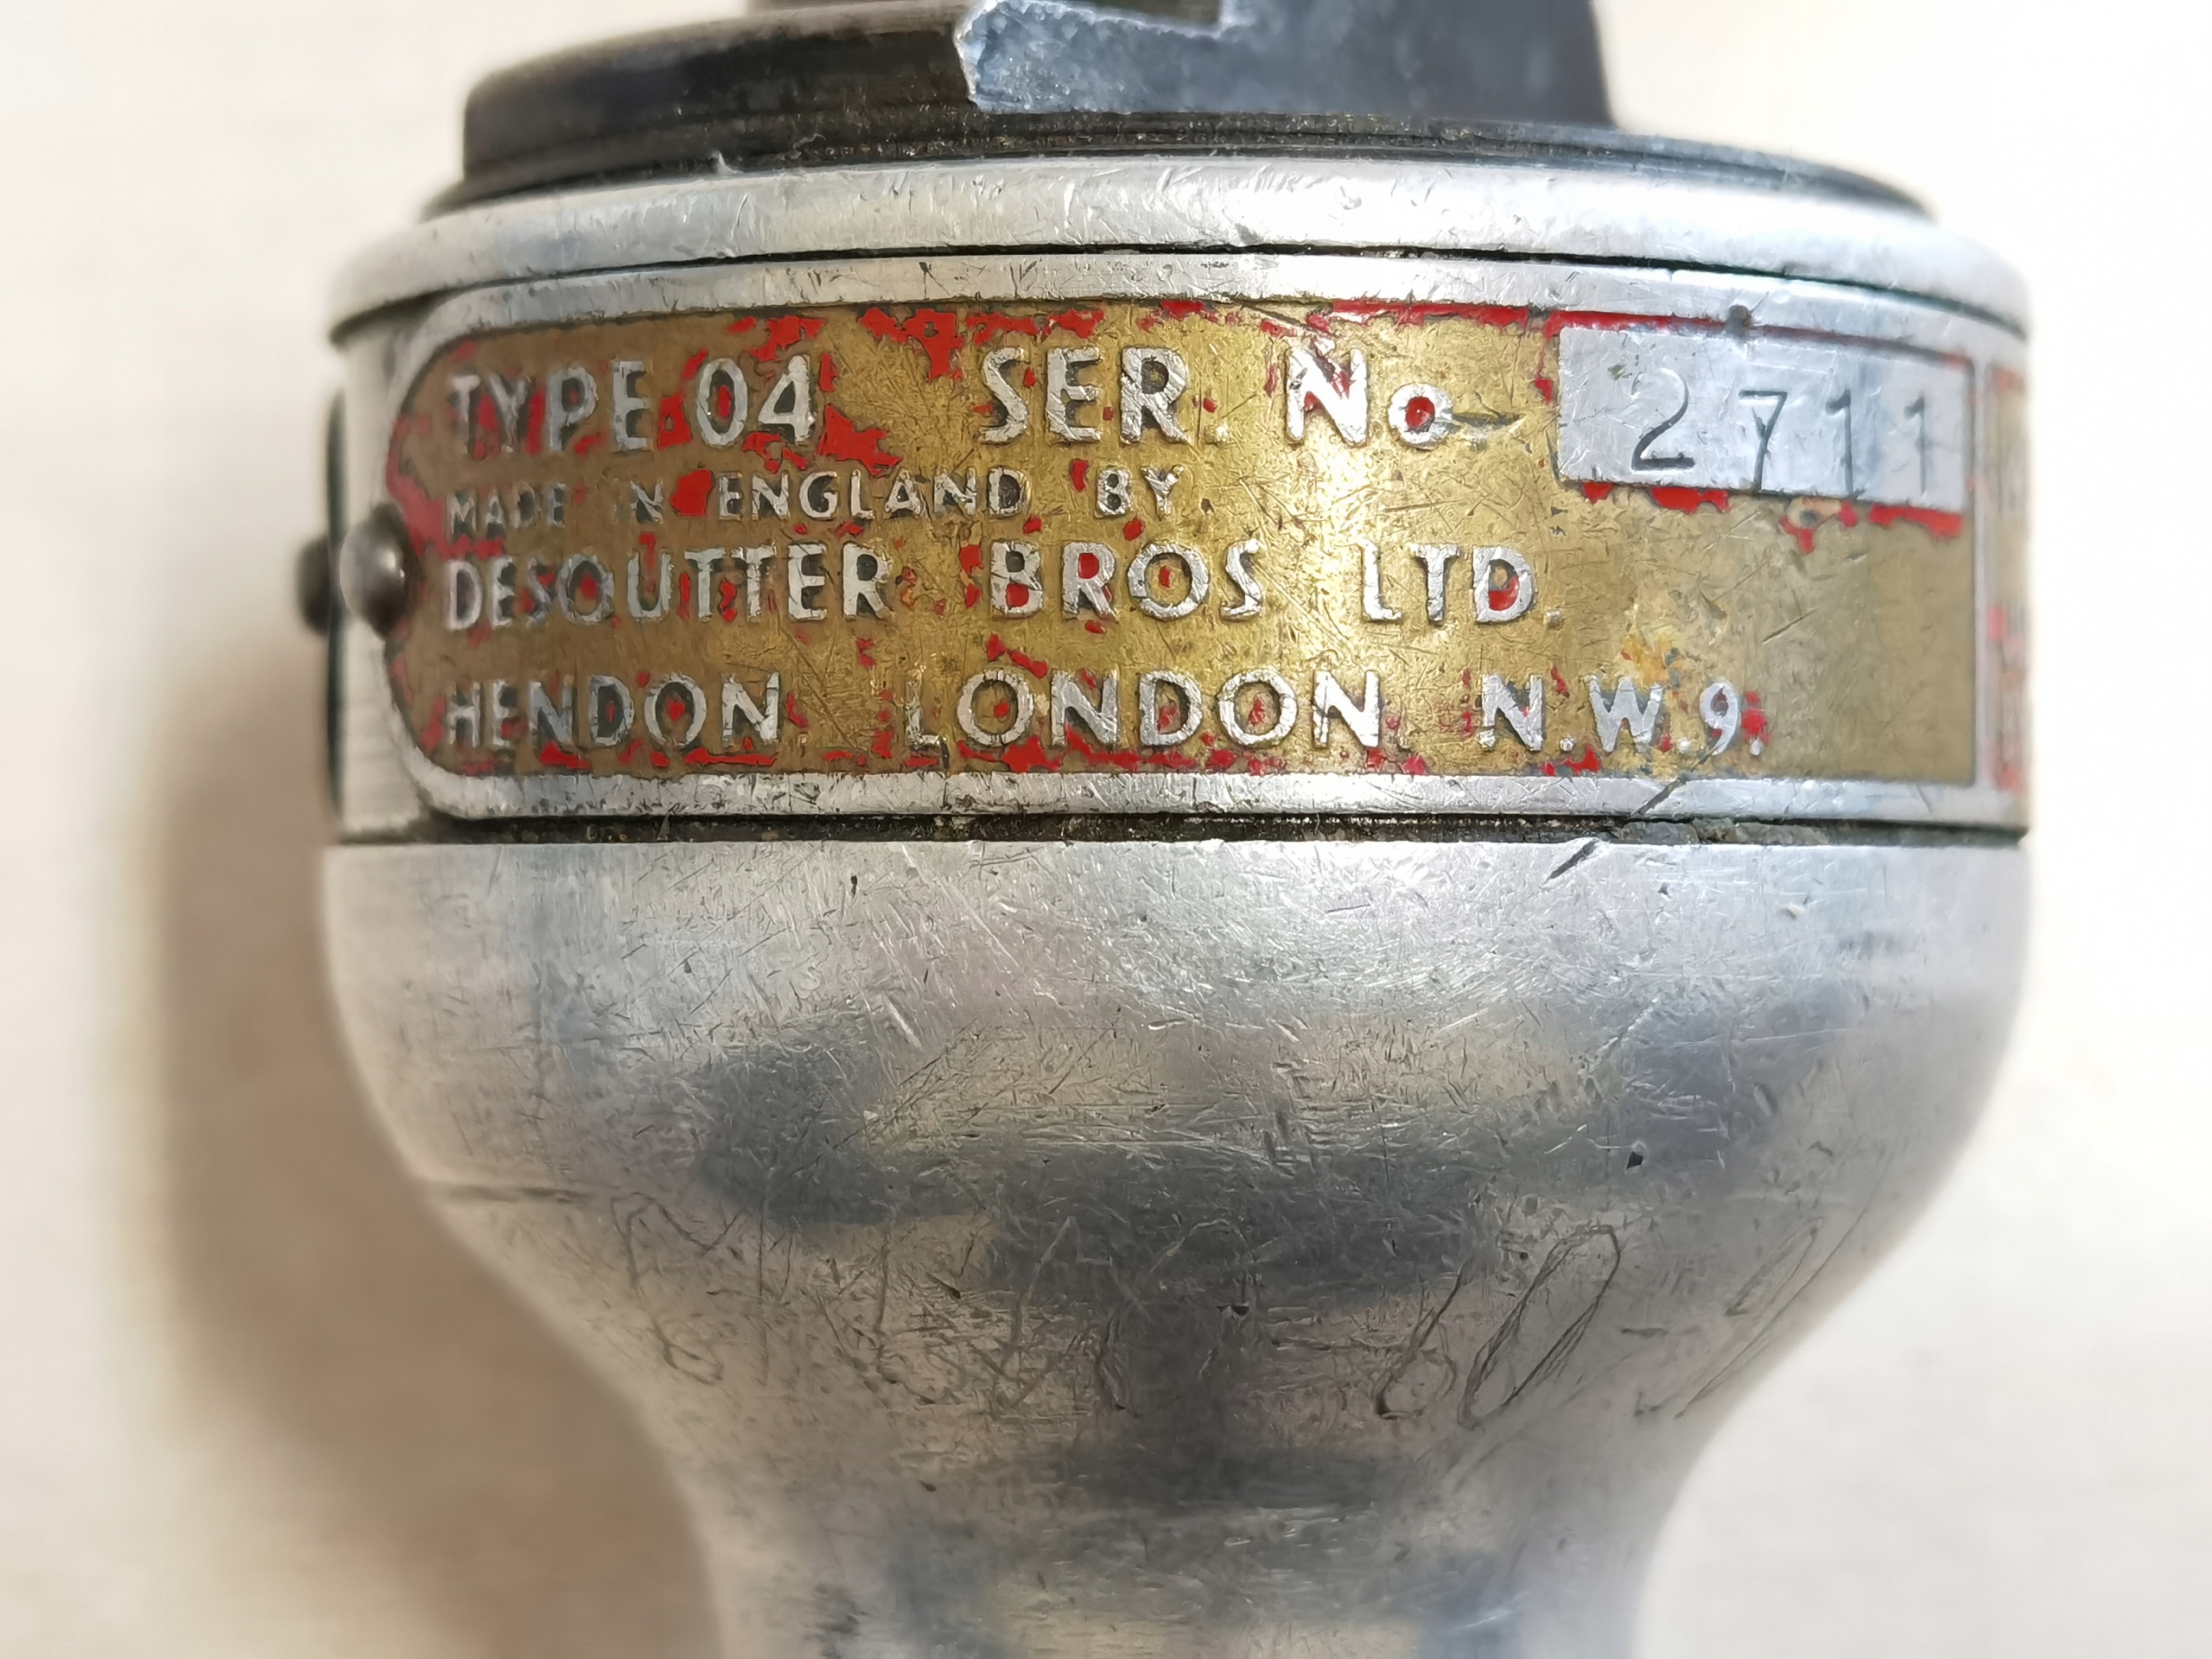 TYPE 04 SER. No 2711
MADE IN ENGLAND BY
DESOUTTER BROS LTD.
HENDON LONDON N.W.9.